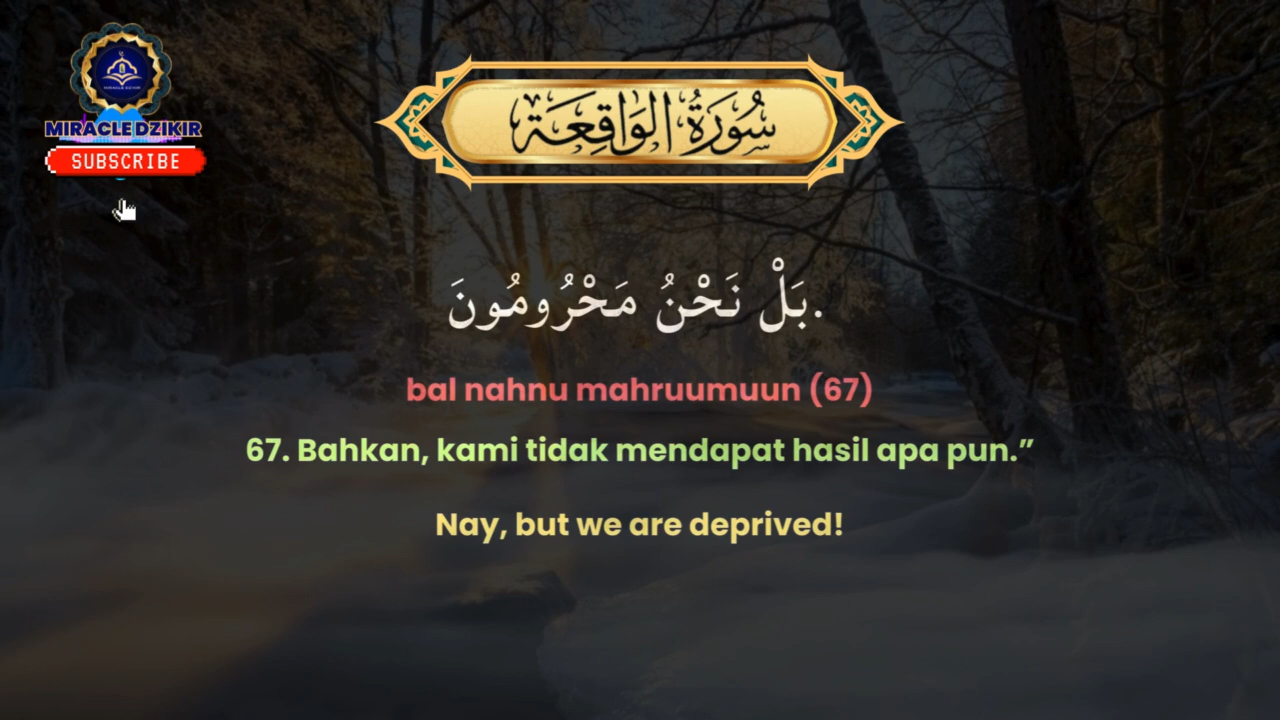 MIRACLE DZIKIR
SUBSCRIBE
سُورَةُ الوَاقِعَة
بَلْ نَحْنُ مَحْرُومُونَ.
bal nahnu mahruumuun (67)
67. Bahkan, kami tidak mendapat hasil apa pun.”
Nay, but we are deprived!